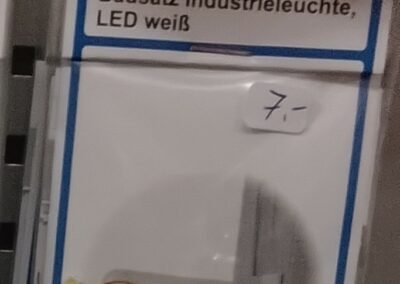 Bausatz Industrieleuchte,
LED weiß
7,-